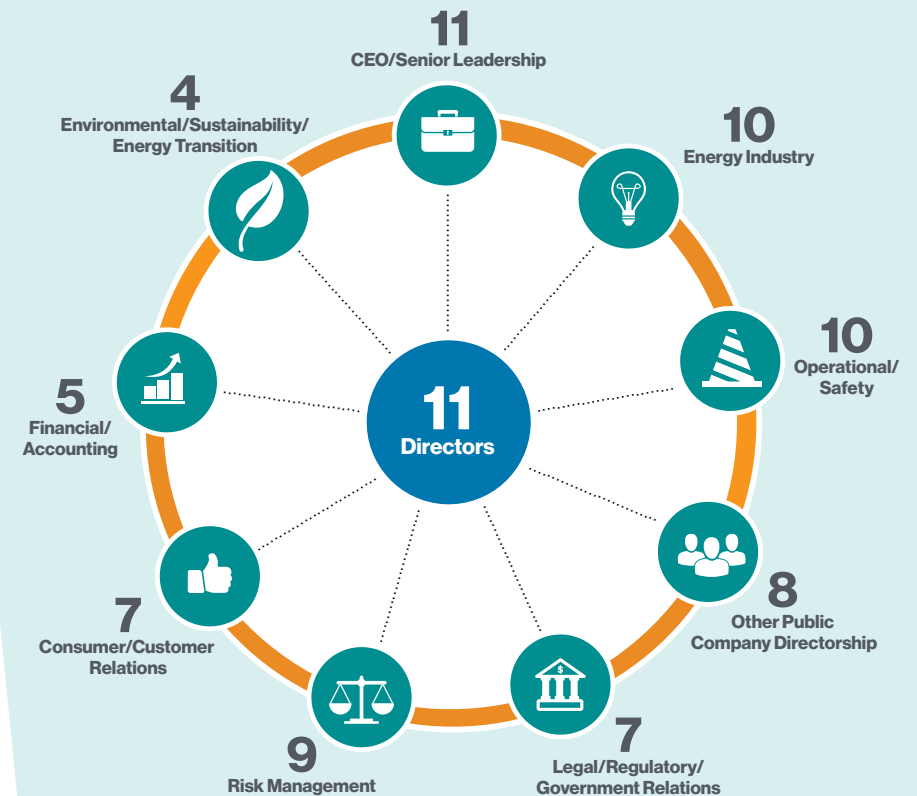 11
CEO/Senior Leadership
10
Energy Industry
10
Operational/
Safety
8
Other Public
Company Directorship
7
Legal/Regulatory/
Government Relations
9
Risk Management
7
Consumer/Customer
Relations
5
Financial/
Accounting
4
Environmental/Sustainability/
Energy Transition
11
Directors
$